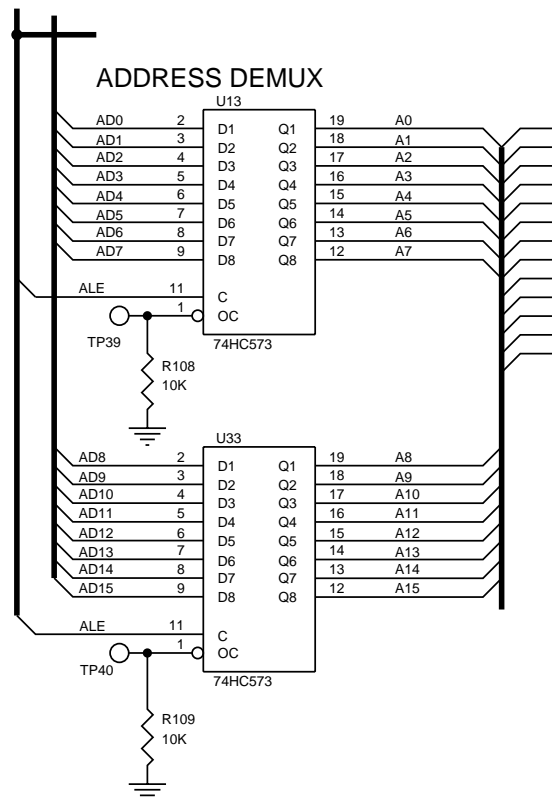 ADDRESS DEMUX
U13
AD0 2 D1 Q1 19 A0
AD1 3 D2 Q2 18 A1
AD2 4 D3 Q3 17 A2
AD3 5 D4 Q4 16 A3
AD4 6 D5 Q5 15 A4
AD5 7 D6 Q6 14 A5
AD6 8 D7 Q7 13 A6
AD7 9 D8 Q8 12 A7
ALE 11 C
1 OC
TP39
74HC573
R108
10K
U33
AD8 2 D1 Q1 19 A8
AD9 3 D2 Q2 18 A9
AD10 4 D3 Q3 17 A10
AD11 5 D4 Q4 16 A11
AD12 6 D5 Q5 15 A12
AD13 7 D6 Q6 14 A13
AD14 8 D7 Q7 13 A14
AD15 9 D8 Q8 12 A15
ALE 11 C
1 OC
TP40
74HC573
R109
10K